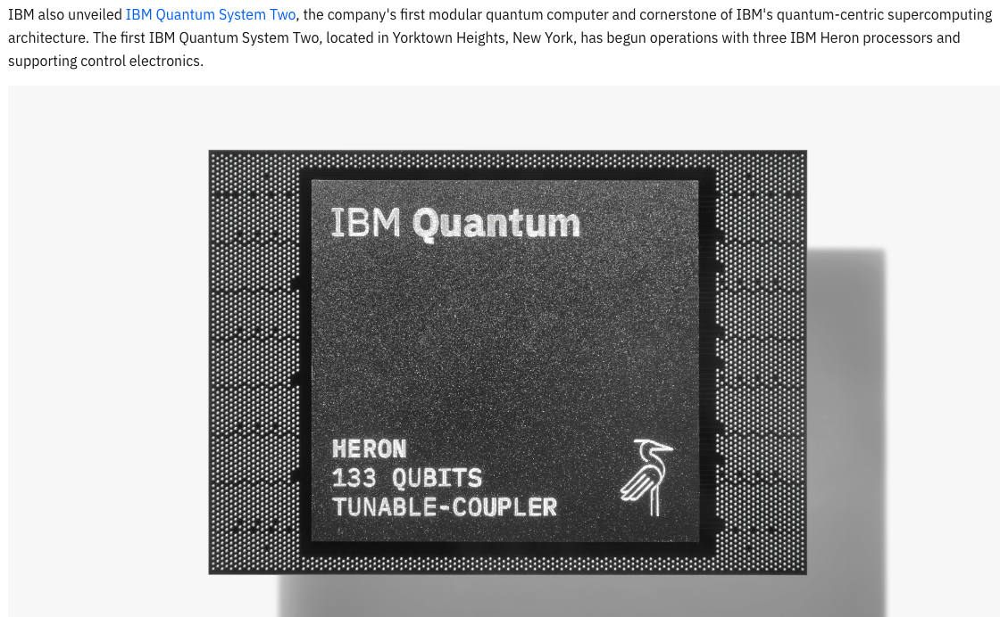 IBM also unveiled IBM Quantum System Two, the company's first modular quantum computer and cornerstone of IBM's quantum-centric supercomputing
architecture. The first IBM Quantum System Two, located in Yorktown Heights, New York, has begun operations with three IBM Heron processors and
supporting control electronics.
IBM Quantum
HERON
133 QUBITS
TUNABLE-COUPLER